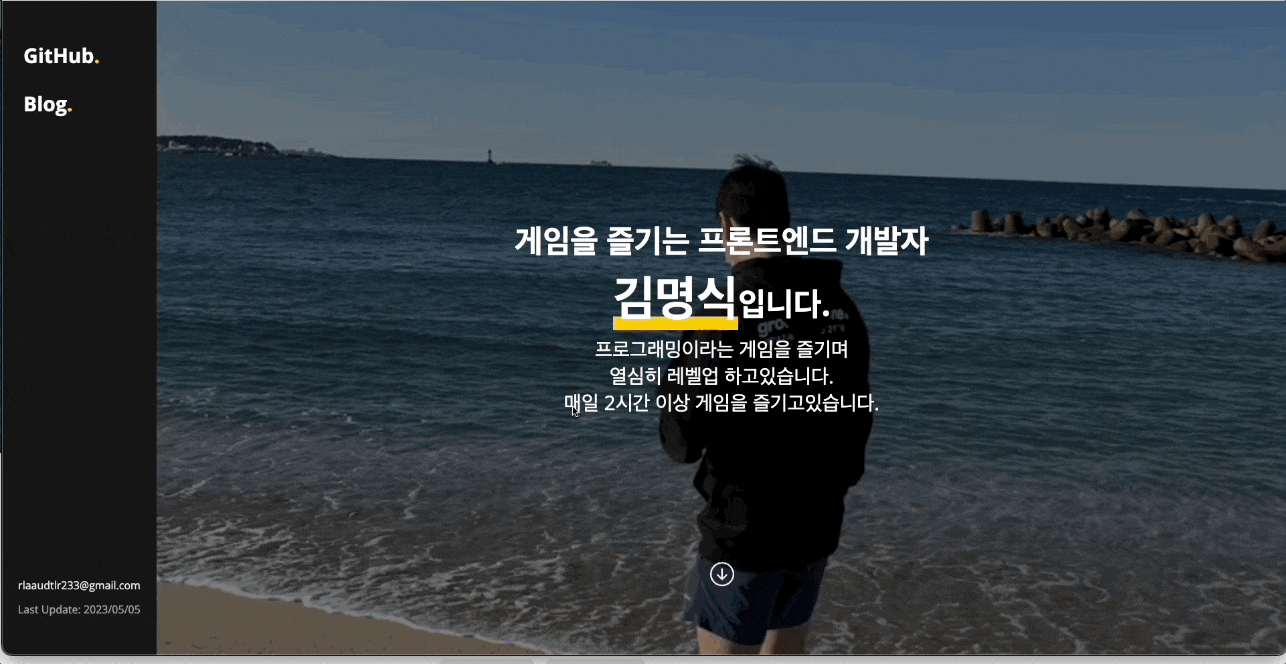 GitHub.
Blog.
게임을 즐기는 프론트엔드 개발자
김명식입니다.
프로그래밍이라는 게임을 즐기며
열심히 레벨업 하고있습니다.
매일 2시간 이상 게임을 즐기고있습니다.
rlaaudtlr233@gmail.com
Last Update: 2023/05/05